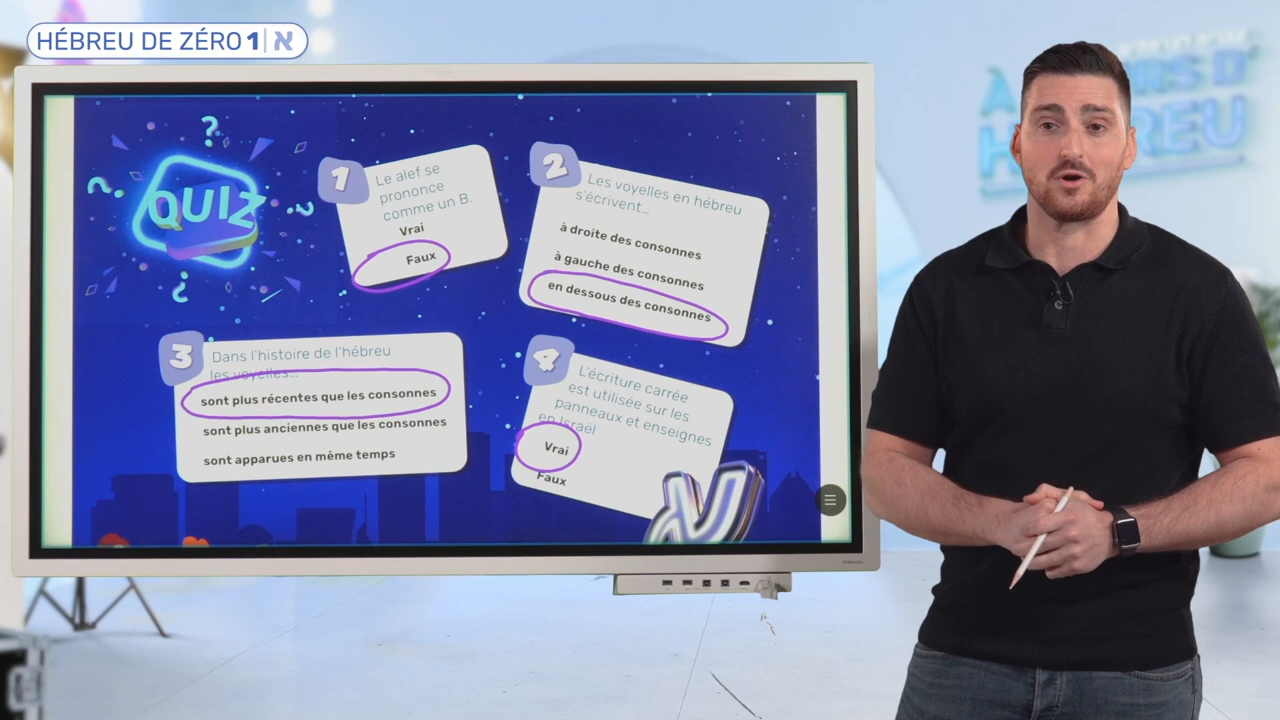 HÉBREU DE ZÉRO 1 | א
QUIZ
1
Le alef se
prononce
comme un B.
Vrai
Faux
2
Les voyelles en hébreu
s'écrivent...
à droite des consonnes
à gauche des consonnes
en dessous des consonnes
3
Dans l'histoire de l'hébreu
les voyelles...
sont plus récentes que les consonnes
sont plus anciennes que les consonnes
sont apparues en même temps
4
L'écriture carrée
est utilisée sur les
panneaux et enseignes
en Israël
Vrai
Faux
א
SAMSUNG